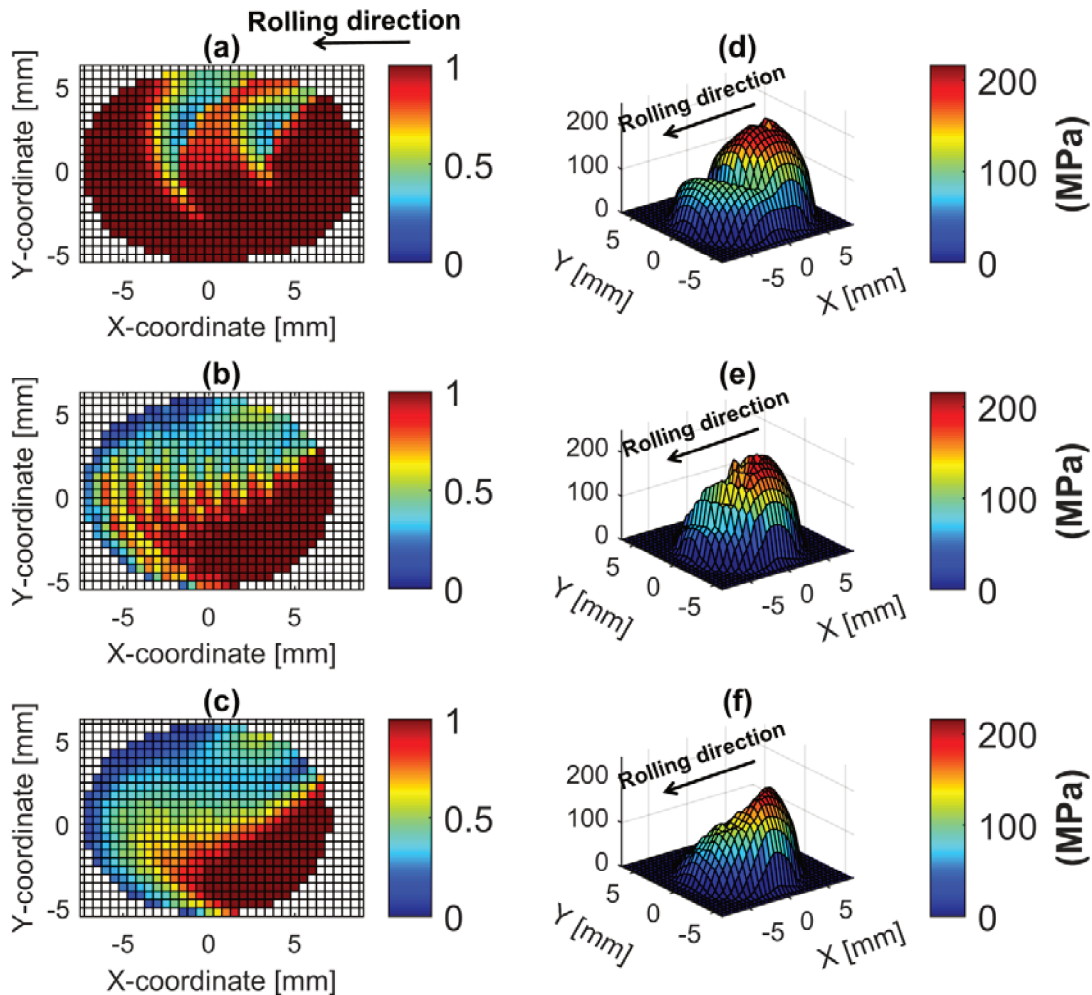 Rolling direction
(a)
Y-coordinate [mm]
5
0
-5
-5 0 5
X-coordinate [mm]
1
0.5
0
(d)
Rolling direction
200
100
0
5
0
-5
Y [mm]
-5
0
5
X [mm]
200
100
0
(MPa)
(b)
Y-coordinate [mm]
5
0
-5
-5 0 5
X-coordinate [mm]
1
0.5
0
(e)
Rolling direction
200
100
0
5
0
-5
Y [mm]
-5
0
5
X [mm]
200
100
0
(MPa)
(c)
Y-coordinate [mm]
5
0
-5
-5 0 5
X-coordinate [mm]
1
0.5
0
(f)
Rolling direction
200
100
0
5
0
-5
Y [mm]
-5
0
5
X [mm]
200
100
0
(MPa)